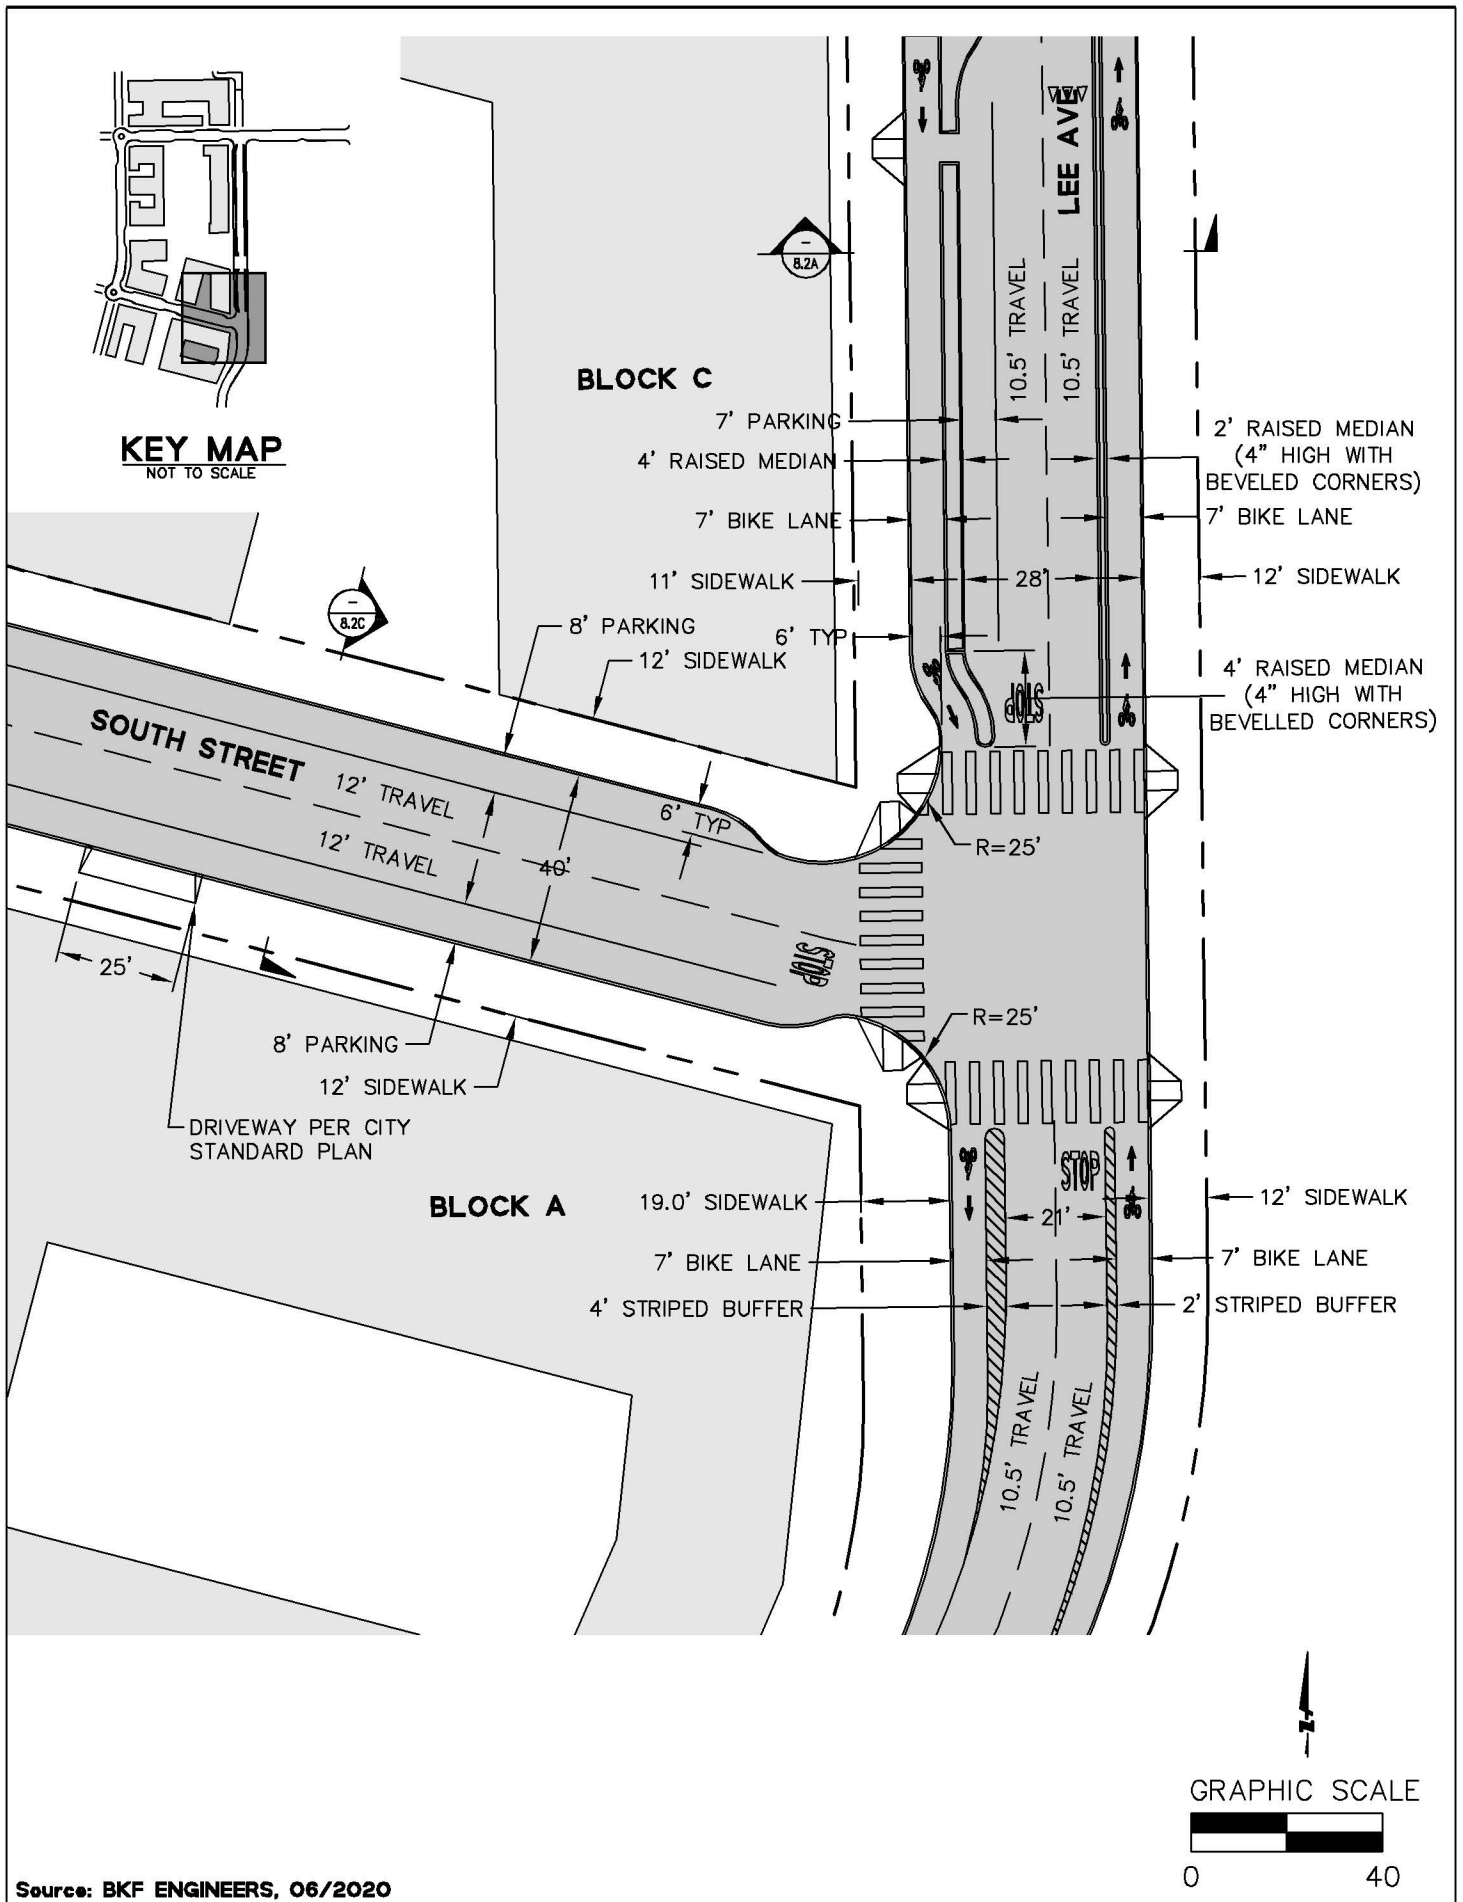 LEE AVE
8.2A
10.5' TRAVEL
10.5' TRAVEL
BLOCK C
KEY MAP
NOT TO SCALE
7' PARKING
4' RAISED MEDIAN
2' RAISED MEDIAN
(4" HIGH WITH
BEVELED CORNERS)
7' BIKE LANE
7' BIKE LANE
11' SIDEWALK
28'
12' SIDEWALK
8.2C
8' PARKING
6' TYP
12' SIDEWALK
4' RAISED MEDIAN
(4" HIGH WITH
BEVELLED CORNERS)
STOP
SOUTH STREET
12' TRAVEL
12' TRAVEL
6' TYP
40'
R=25'
STOP
25'
R=25'
8' PARKING
12' SIDEWALK
DRIVEWAY PER CITY
STANDARD PLAN
BLOCK A
STOP
19.0' SIDEWALK
12' SIDEWALK
21'
7' BIKE LANE
7' BIKE LANE
4' STRIPED BUFFER
2' STRIPED BUFFER
10.5' TRAVEL
10.5' TRAVEL
Z
GRAPHIC SCALE
0 40
Source: BKF ENGINEERS, 06/2020